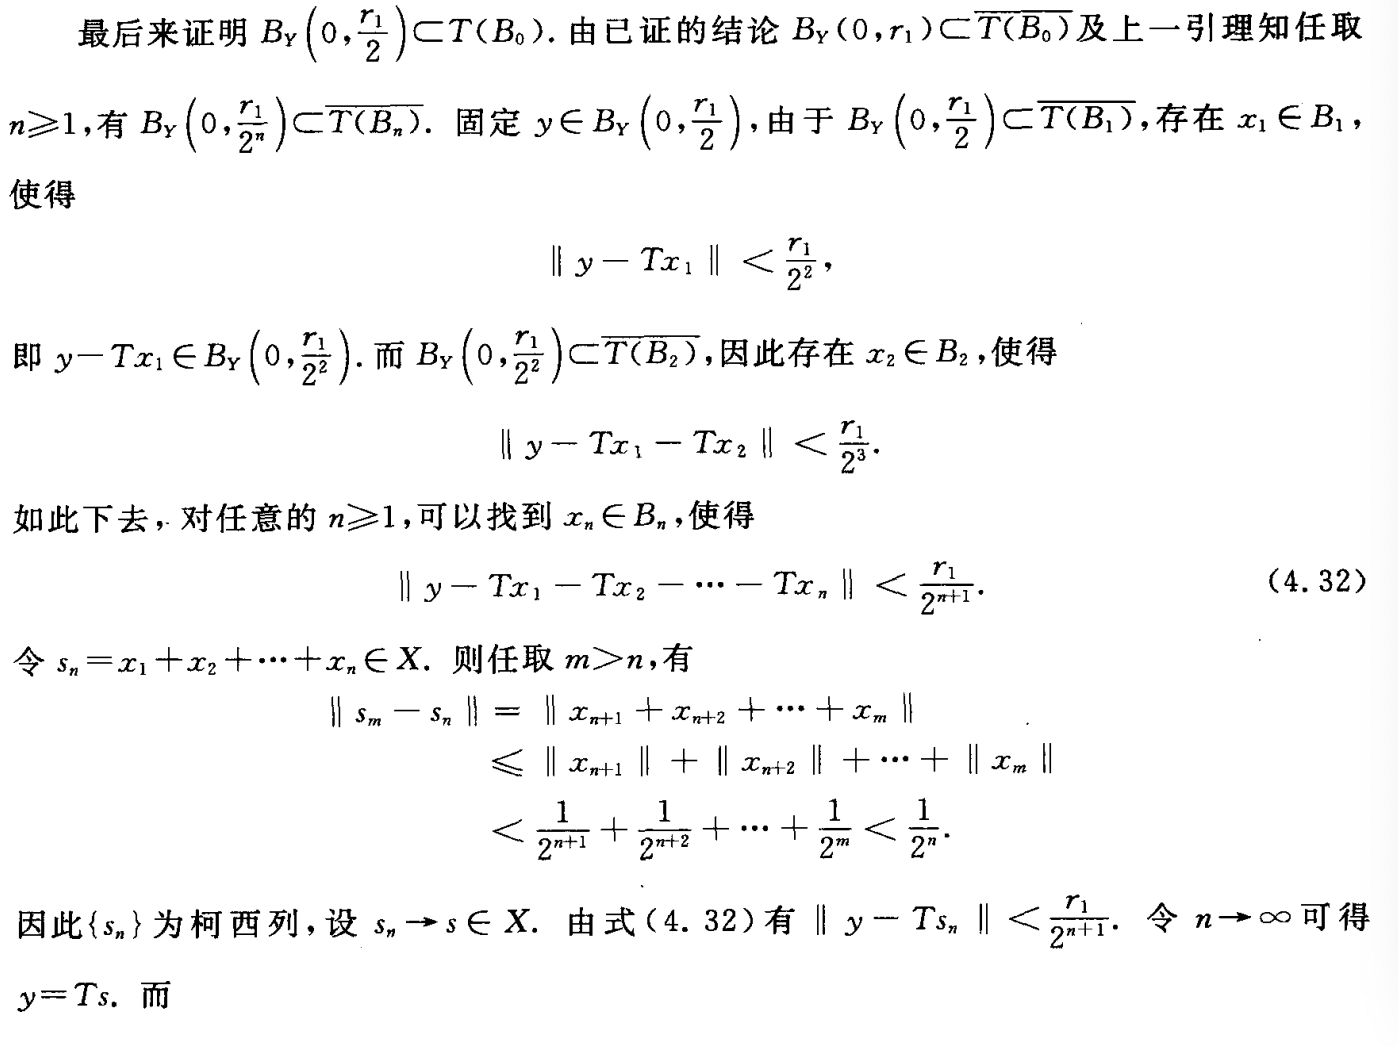 最后来证明 $B_Y\left(0,\frac{r_1}{2}\right)\subset T(B_0)$. 由已证的结论 $B_Y(0,r_1)\subset\overline{T(B_0)}$及上一引理知任取
$n\geqslant 1$,有 $B_Y\left(0,\frac{r_1}{2^n}\right)\subset\overline{T(B_n)}$. 固定 $y\in B_Y\left(0,\frac{r_1}{2}\right)$,由于 $B_Y\left(0,\frac{r_1}{2}\right)\subset\overline{T(B_1)}$,存在 $x_1\in B_1$,
使得
$\| y-Tx_1 \| <\frac{r_1}{2^2}$,
即 $y-Tx_1\in B_Y\left(0,\frac{r_1}{2^2}\right)$. 而 $B_Y\left(0,\frac{r_1}{2^2}\right)\subset\overline{T(B_2)}$,因此存在 $x_2\in B_2$,使得
$\| y-Tx_1-Tx_2 \| <\frac{r_1}{2^3}$.
如此下去, 对任意的 $n\geqslant 1$,可以找到 $x_n\in B_n$,使得
$\| y-Tx_1-Tx_2-\cdots-Tx_n \| <\frac{r_1}{2^{n+1}}$. (4.32)
令 $s_n=x_1+x_2+\cdots+x_n\in X$. 则任取 $m>n$,有
$\| s_m-s_n \| = \| x_{n+1}+x_{n+2}+\cdots+x_m \|$
$\leqslant \| x_{n+1} \| + \| x_{n+2} \| +\cdots+ \| x_m \|$
$<\frac{1}{2^{n+1}}+\frac{1}{2^{n+2}}+\cdots+\frac{1}{2^m}<\frac{1}{2^n}$.
因此$\{s_n\}$为柯西列,设 $s_n\to s\in X$. 由式(4.32)有 $\| y-Ts_n \| <\frac{r_1}{2^{n+1}}$. 令 $n\to\infty$可得
$y=Ts$. 而